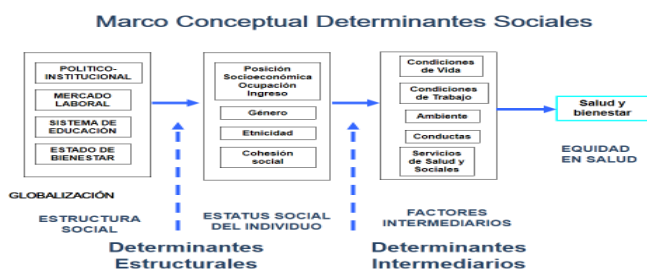 Marco Conceptual Determinantes Sociales
POLITICO-
INSTITUCIONAL
MERCADO
LABORAL
SISTEMA DE
EDUCACIÓN
ESTADO DE
BIENESTAR
GLOBALIZACIÓN
ESTRUCTURA
SOCIAL
Posición
Socioeconómica
Ocupación
Ingreso
Género
Etnicidad
Cohesión
social
ESTATUS SOCIAL
DEL INDIVIDUO
Condiciones
de Vida
Condiciones
de Trabajo
Ambiente
Conductas
Servicios
de Salud y
Sociales
FACTORES
INTERMEDIARIOS
Salud y
bienestar
EQUIDAD
EN SALUD
Determinantes
Estructurales
Determinantes
Intermediarios